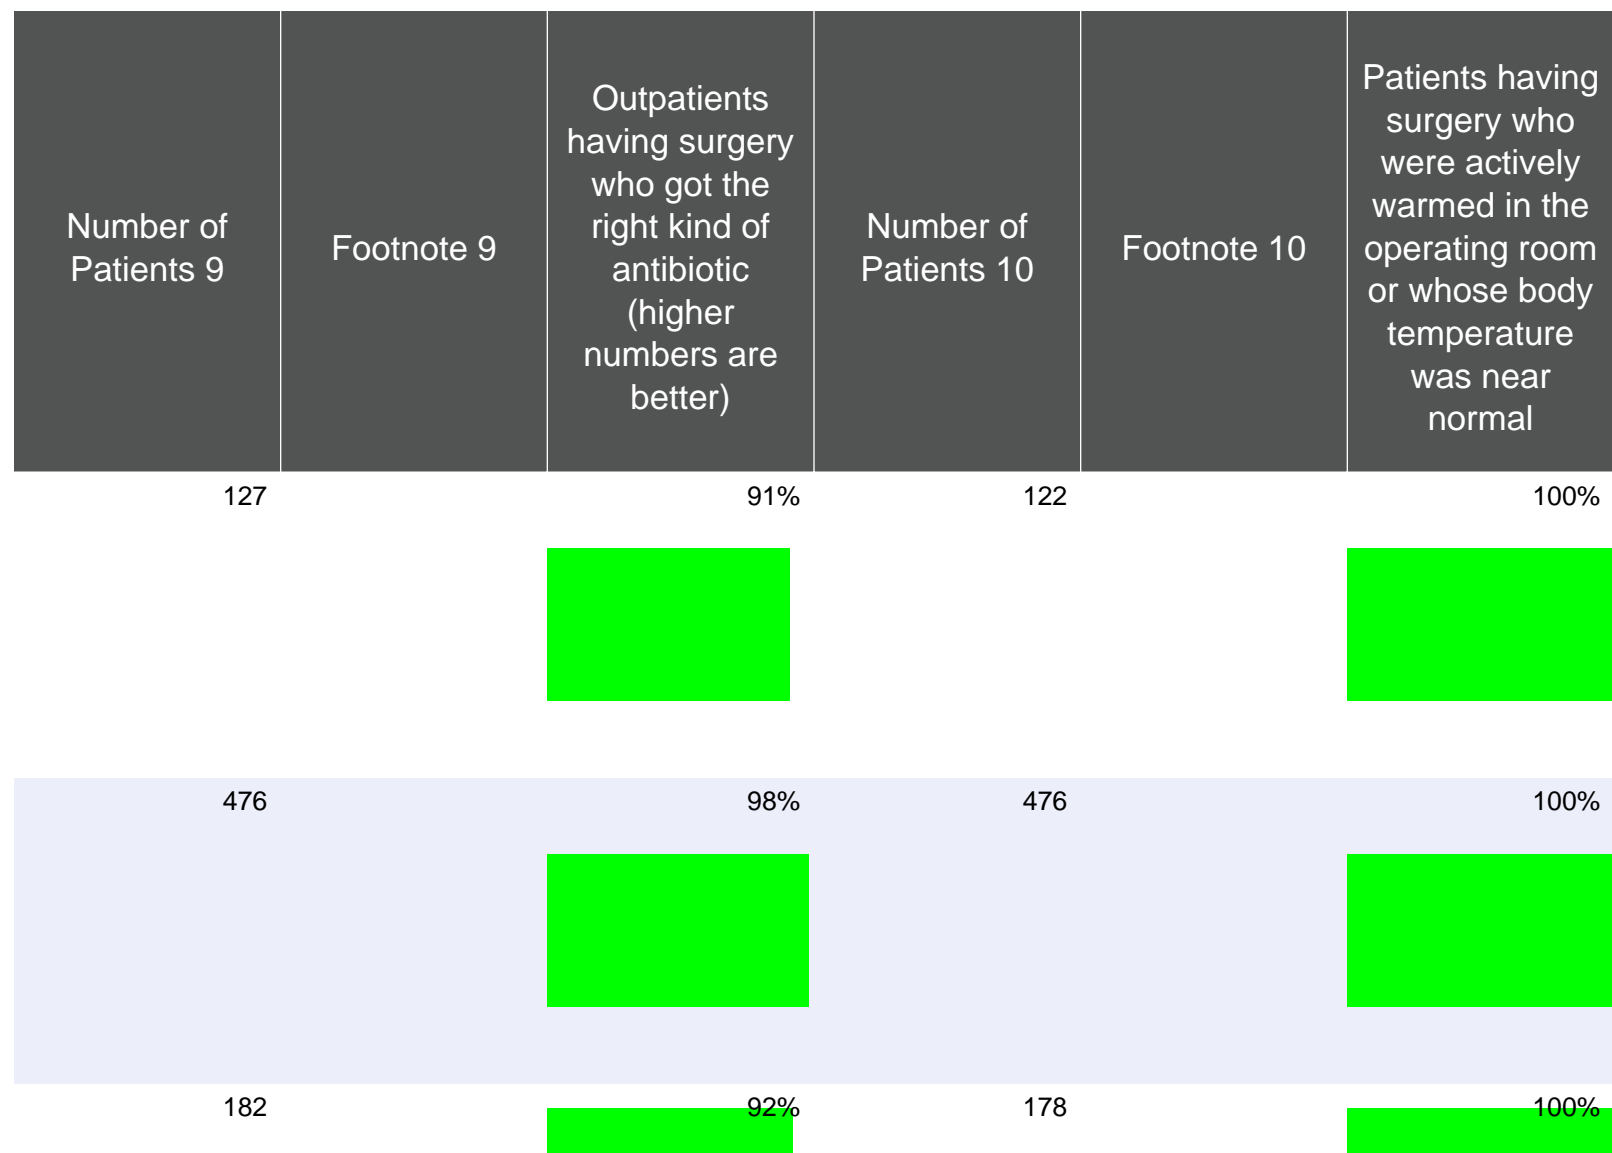 Number of
Patients 9
Footnote 9
Outpatients
having surgery
who got the
right kind of
antibiotic
(higher
numbers are
better)
Number of
Patients 10
Footnote 10
Patients having
surgery who
were actively
warmed in the
operating room
or whose body
temperature
was near
normal
127 91% 122 100%
476 98% 476 100%
182 92% 178 100%